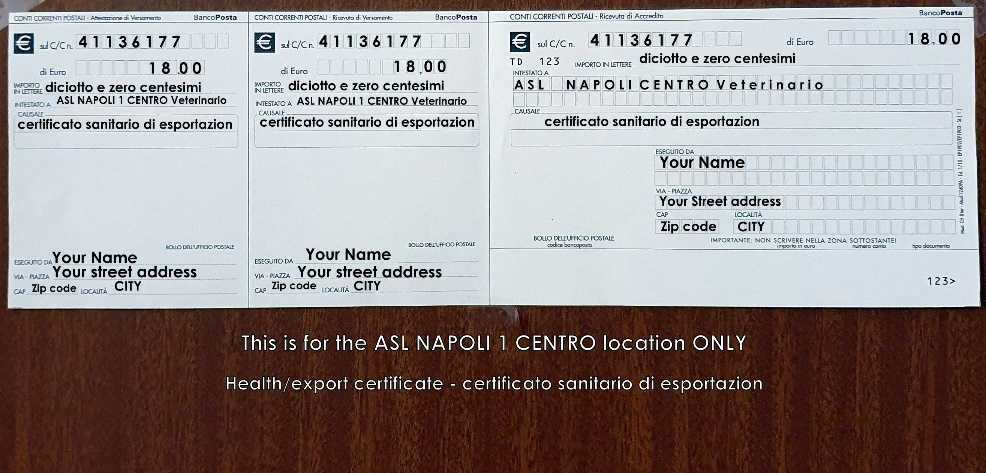 CONTI CORRENTI POSTALI - Attestazione di Versamento BancoPosta
€ sul C/C n. 41136177
di Euro 18.00
IMPORTO IN LETTERE diciotto e zero centesimi
INTESTATO A ASL NAPOLI 1 CENTRO Veterinario
CAUSALE
certificato sanitario di esportazion
BOLLO DELL'UFFICIO POSTALE
ESEGUITO DA Your Name
VIA - PIAZZA Your street address
CAP Zip code LOCALITÀ CITY
CONTI CORRENTI POSTALI - Ricevuta di Versamento BancoPosta
€ sul C/C n. 41136177
di Euro 18.00
IMPORTO IN LETTERE diciotto e zero centesimi
INTESTATO A ASL NAPOLI 1 CENTRO Veterinario
CAUSALE
certificato sanitario di esportazion
BOLLO DELL'UFFICIO POSTALE
ESEGUITO DA Your Name
VIA - PIAZZA Your street address
CAP Zip code LOCALITÀ CITY
CONTI CORRENTI POSTALI - Ricevuta di Accredito BancoPosta
€ sul C/C n. 41136177 di Euro 18.00
TD 123 IMPORTO IN LETTERE diciotto e zero centesimi
INTESTATO A
ASL NAPOLI CENTRO Veterinario
CAUSALE
certificato sanitario di esportazion
ESEGUITO DA
Your Name
VIA - PIAZZA
Your Street address
CAP LOCALITÀ
Zip code CITY
BOLLO DELL'UFFICIO POSTALE
codice bancoposta
IMPORTANTE: NON SCRIVERE NELLA ZONA SOTTOSTANTE!
importo in euro numero conto tipo documento
123>
This is for the ASL NAPOLI 1 CENTRO location ONLY
Health/export certificate - certificato sanitario di esportazion